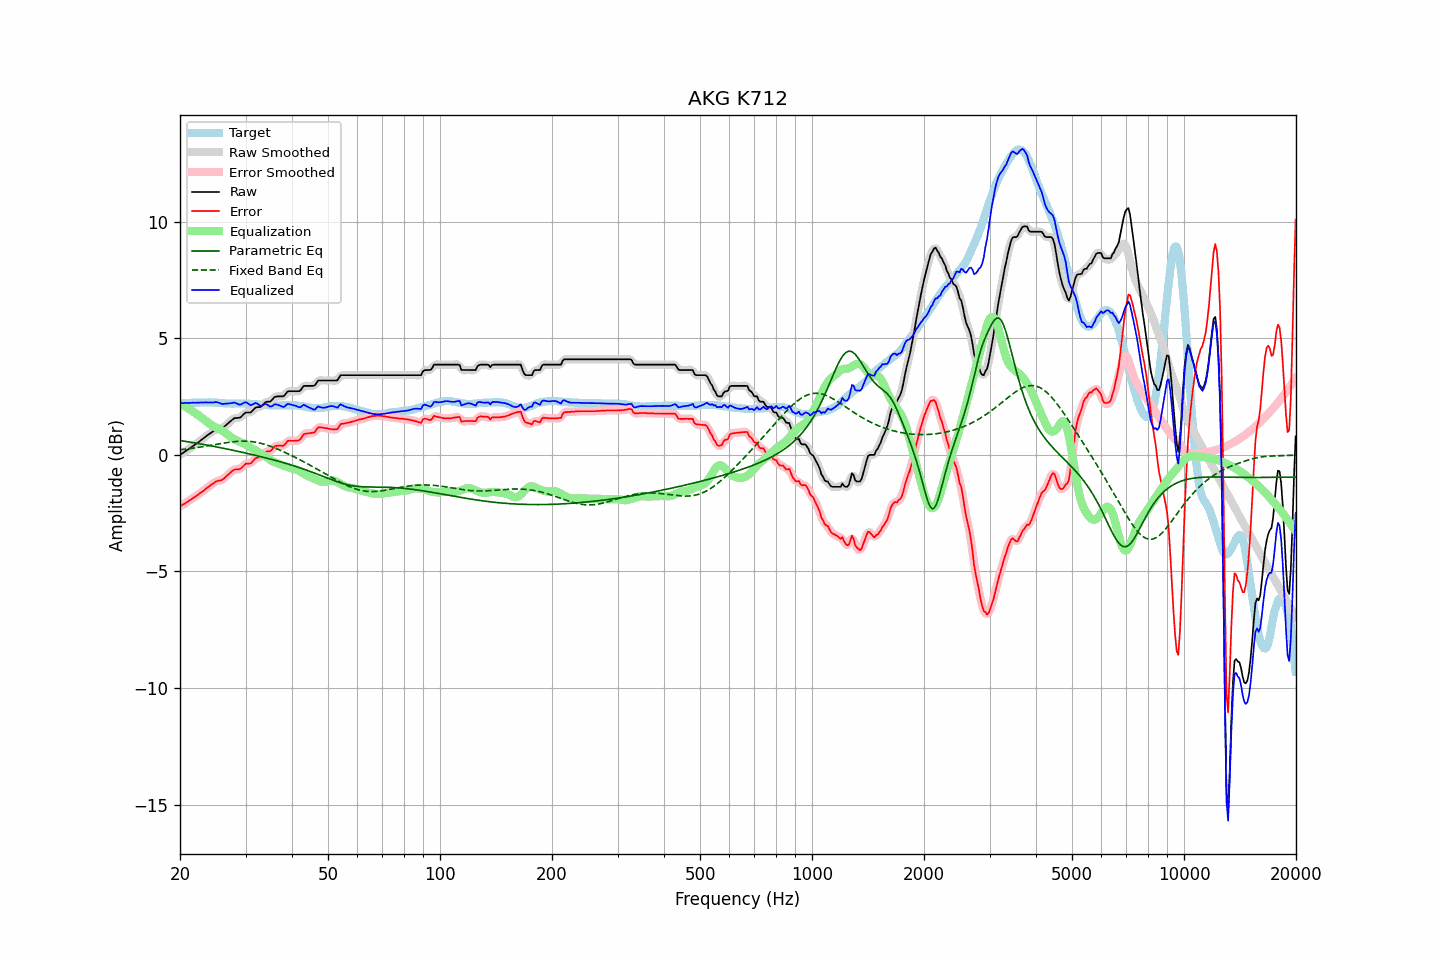 AKG K712
Target
Raw Smoothed
Error Smoothed
Raw
Error
Equalization
Parametric Eq
Fixed Band Eq
Equalized
Amplitude (dBr)
10
5
0
−5
−10
−15
20 50 100 200 500 1000 2000 5000 10000 20000
Frequency (Hz)